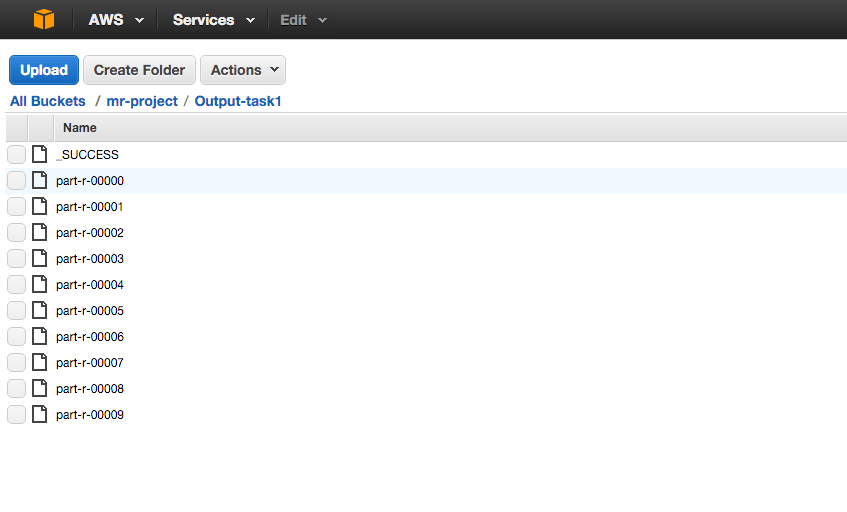 AWS Services Edit
Upload Create Folder Actions
All Buckets / mr-project / Output-task1
Name
_SUCCESS
part-r-00000
part-r-00001
part-r-00002
part-r-00003
part-r-00004
part-r-00005
part-r-00006
part-r-00007
part-r-00008
part-r-00009